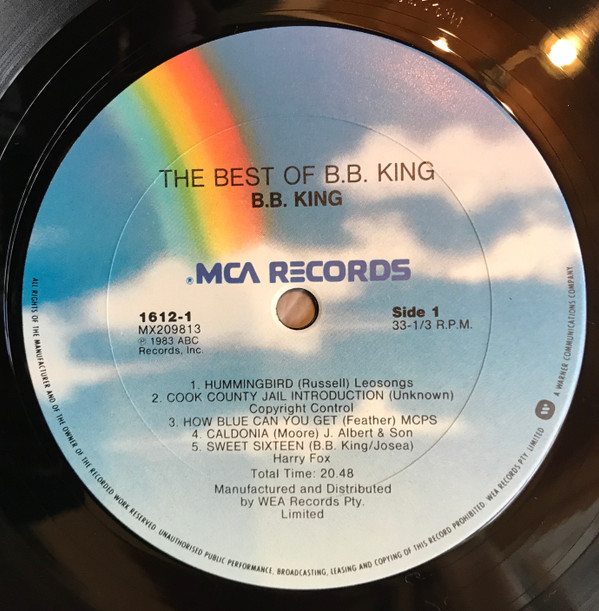 THE BEST OF B.B. KING
B.B. KING
® MCA RECORDS
1612-1
MX209813
℗ 1983 ABC
Records, Inc.
Side 1
33-1/3 R.P.M.
1. HUMMINGBIRD (Russell) Leosongs
2. COOK COUNTY JAIL INTRODUCTION (Unknown)
Copyright Control
3. HOW BLUE CAN YOU GET (Feather) MCPS
4. CALDONIA (Moore) J. Albert & Son
5. SWEET SIXTEEN (B.B. King/Josea)
Harry Fox
Total Time: 20.48
Manufactured and Distributed
by WEA Records Pty.
Limited
ALL RIGHTS OF THE MANUFACTURER AND OF THE OWNER OF THE RECORDED WORK RESERVED. UNAUTHORISED PUBLIC PERFORMANCE, BROADCASTING, LEASING AND COPYING OF THIS RECORD PROHIBITED. WEA RECORDS PTY. LIMITED
W
A WARNER COMMUNICATIONS COMPANY